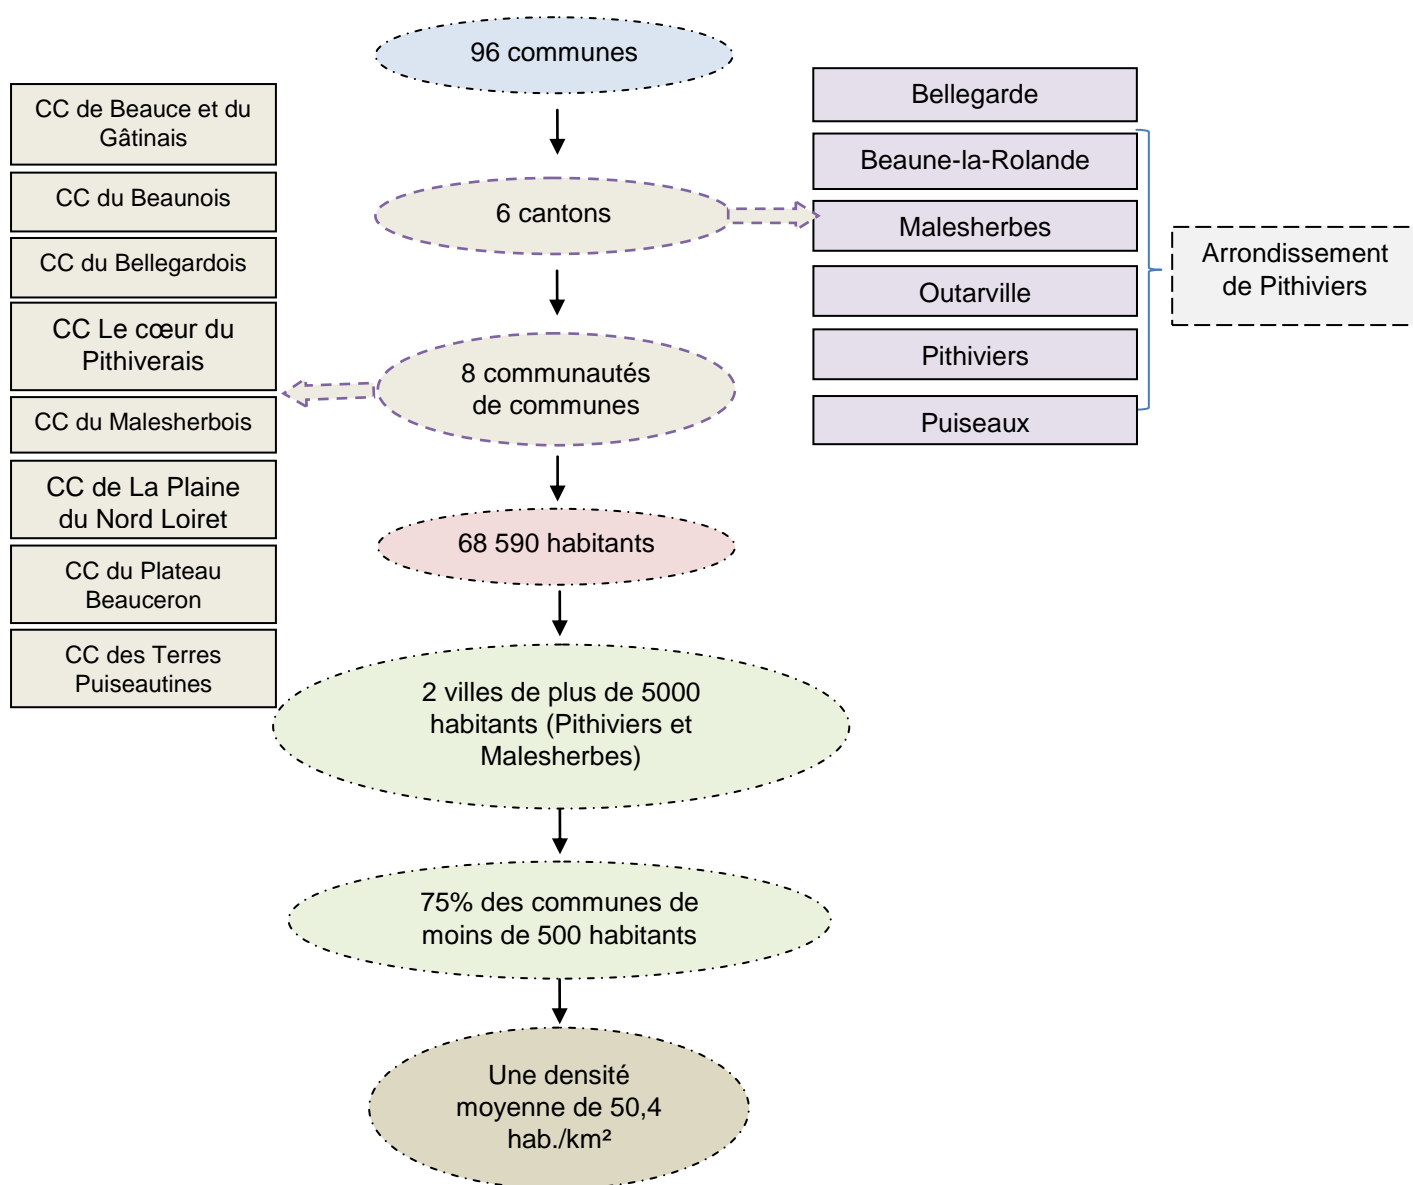 96 communes
CC de Beauce et du
Gâtinais
CC du Beaunois
CC du Bellegardois
CC Le cœur du
Pithiverais
CC du Malesherbois
CC de La Plaine
du Nord Loiret
CC du Plateau
Beauceron
CC des Terres
Puiseautines
6 cantons
8 communautés
de communes
68 590 habitants
2 villes de plus de 5000
habitants (Pithiviers et
Malesherbes)
75% des communes de
moins de 500 habitants
Une densité
moyenne de 50,4
hab./km²
Bellegarde
Beaune-la-Rolande
Malesherbes
Outarville
Pithiviers
Puiseaux
Arrondissement
de Pithiviers